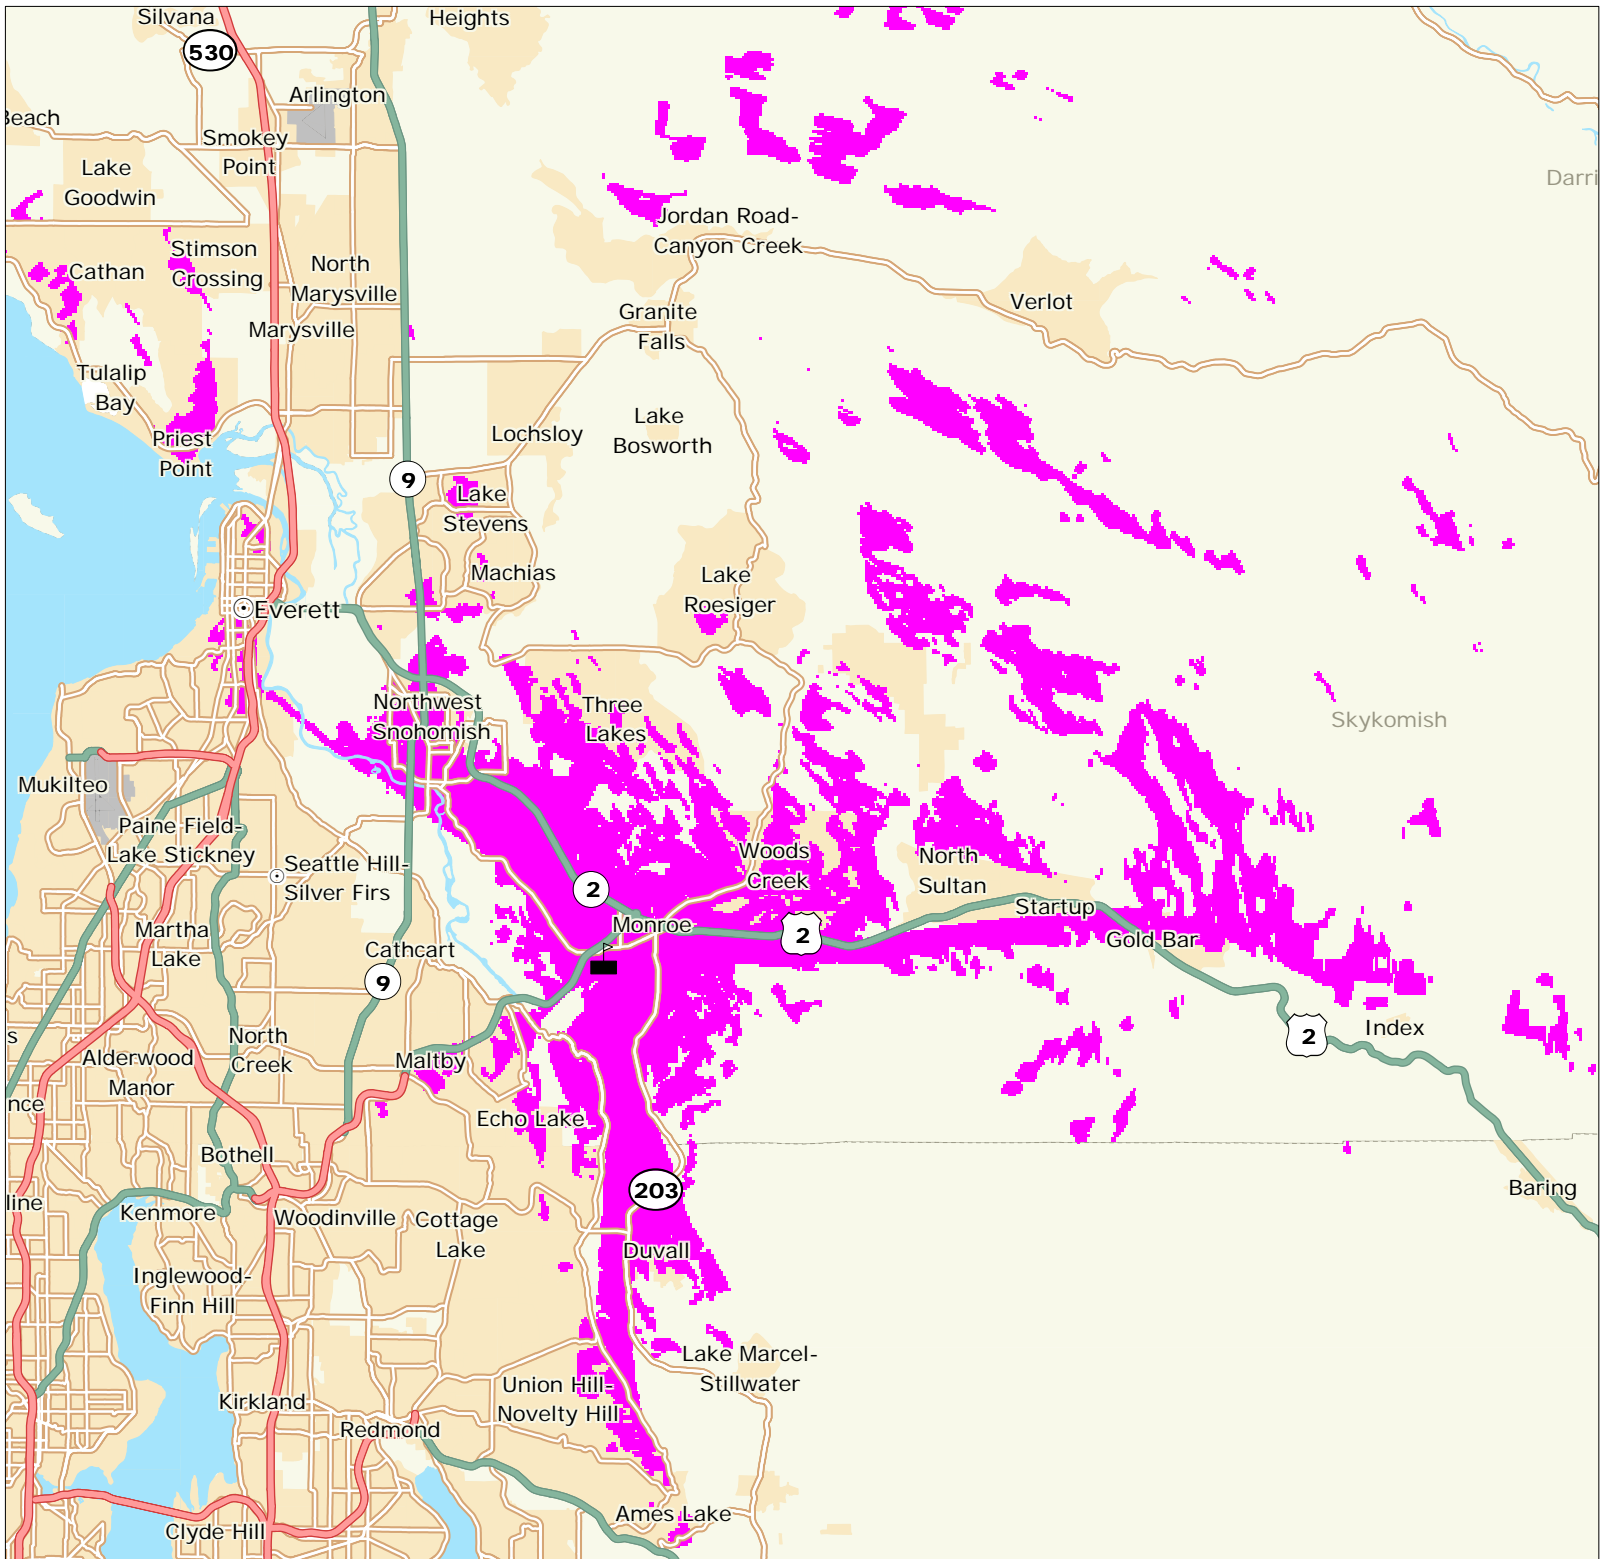 Silvana
Heights
530
Arlington
Beach
Smokey
Point
Lake
Goodwin
Darri
Jordan Road-
Canyon Creek
Stimson
Crossing
Cathan
North
Marysville
Verlot
Granite
Falls
Marysville
Tulalip
Bay
Lake
Bosworth
Lochsloy
Priest
Point
9
Lake
Stevens
Machias
Lake
Roesiger
Everett
Northwest
Snohomish
Three
Lakes
Skykomish
Mukilteo
Paine Field-
Lake Stickney
Seattle Hill-
Silver Firs
Woods
Creek
North
Sultan
2
Startup
Monroe
2
Gold Bar
Martha
Lake
Cathcart
9
2
Index
s
North
Creek
Alderwood
Manor
Maltby
nce
Echo Lake
Bothell
203
Baring
line
Kenmore
Woodinville
Cottage
Lake
Duvall
Inglewood-
Finn Hill
Lake Marcel-
Stillwater
Union Hill-
Novelty Hill
Kirkland
Redmond
Ames Lake
Clyde Hill